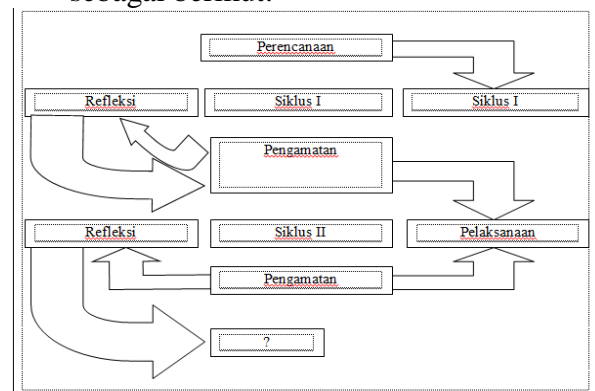 sebagai berikut:
Perencanaan
Refleksi
Siklus I
Siklus I
Pengamatan
Refleksi
Siklus II
Pelaksanaan
Pengamatan
?